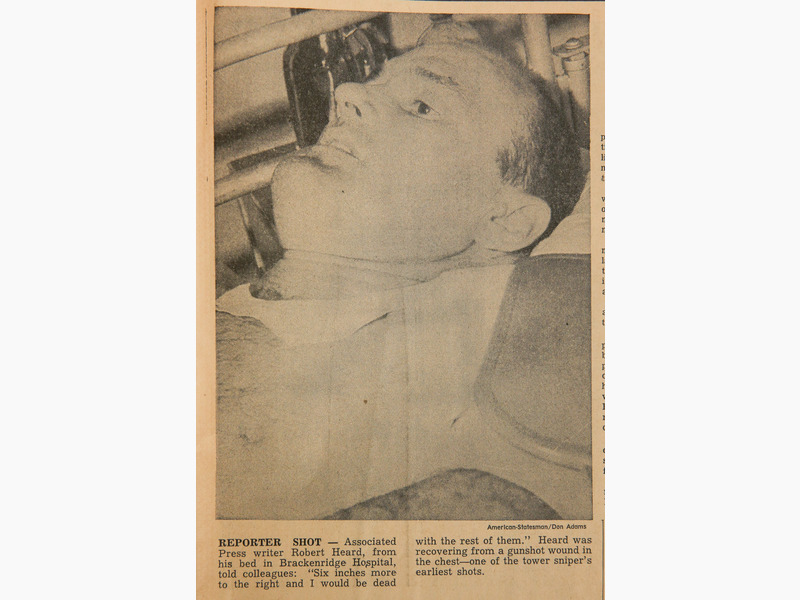 American-Statesman/Don Adams
REPORTER SHOT — Associated
Press writer Robert Heard, from
his bed in Brackenridge Hospital,
told colleagues: "Six inches more
to the right and I would be dead
with the rest of them." Heard was
recovering from a gunshot wound in
the chest—one of the tower sniper's
earliest shots.